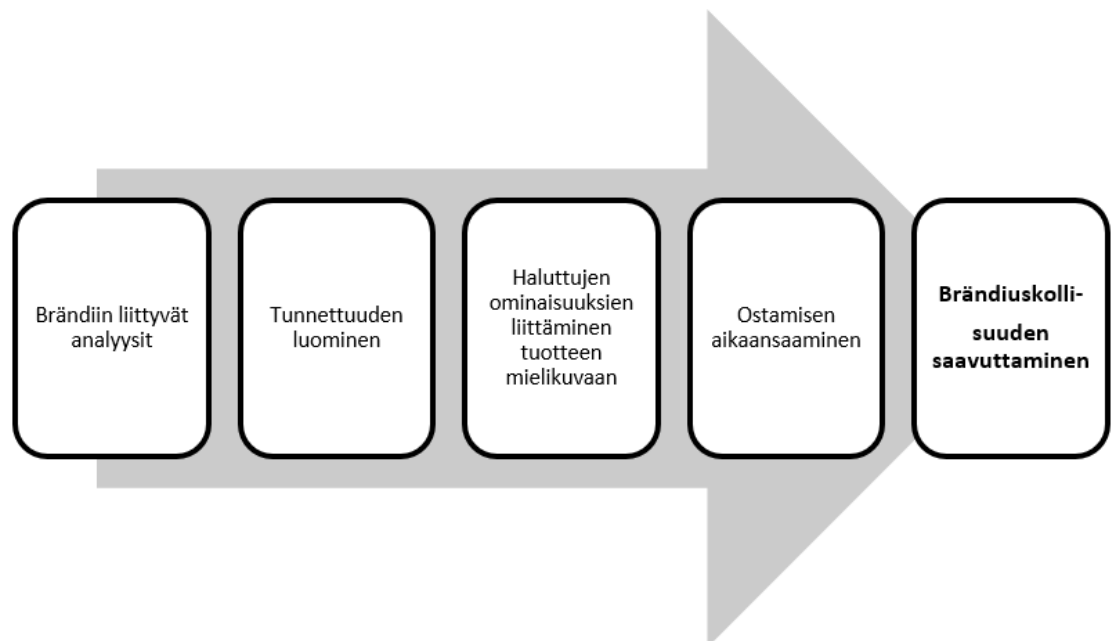 Brändiin liittyvät
analyysit
Tunnettuuden
luominen
Haluttujen
ominaisuuksien
liittäminen
tuotteen
mielikuvaan
Ostamisen
aikaansaaminen
Brändiuskolli-
suuden
saavuttaminen